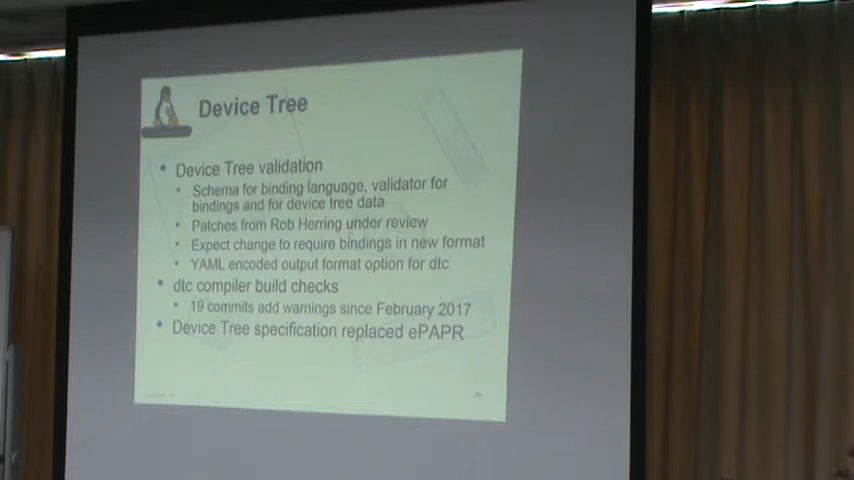 Device Tree
• Device Tree validation
• Schema for binding language, validator for
bindings and for device tree data
• Patches from Rob Herring under review
• Expect change to require bindings in new format
• YAML encoded output format option for dtc
• dtc compiler build checks
• 19 commits add warnings since February 2017
• Device Tree specification replaced ePAPR